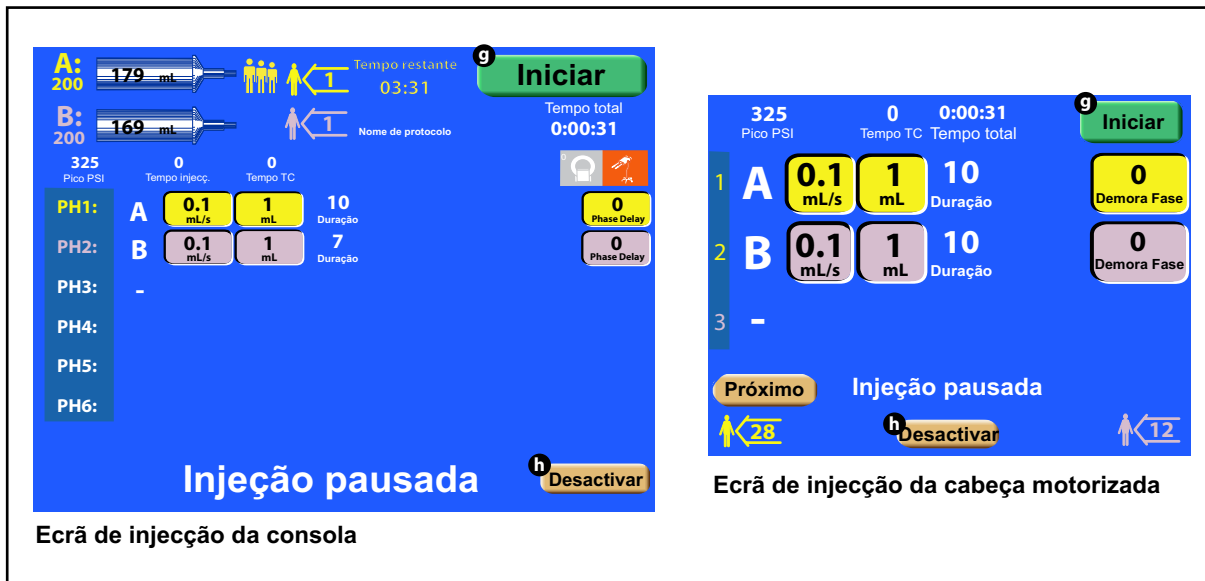 A: 179 mL 1 Tempo restante g Iniciar
200 03:31
B: 169 mL 1 Nome de protocolo Tempo total
200 0:00:31
325 0 0
Pico PSI Tempo injecç. Tempo TC
0
PH1: A 0.1 mL/s 1 mL 10 Duração 0 Phase Delay
PH2: B 0.1 mL/s 1 mL 7 Duração 0 Phase Delay
PH3: -
PH4:
PH5:
PH6:
Injeção pausada h Desactivar
Ecrã de injecção da consola
325 0 0:00:31 g Iniciar
Pico PSI Tempo TC Tempo total
1 A 0.1 mL/s 1 mL 10 Duração 0 Demora Fase
2 B 0.1 mL/s 1 mL 10 Duração 0 Demora Fase
3 -
Próximo Injeção pausada
28 h Desactivar 12
Ecrã de injecção da cabeça motorizada